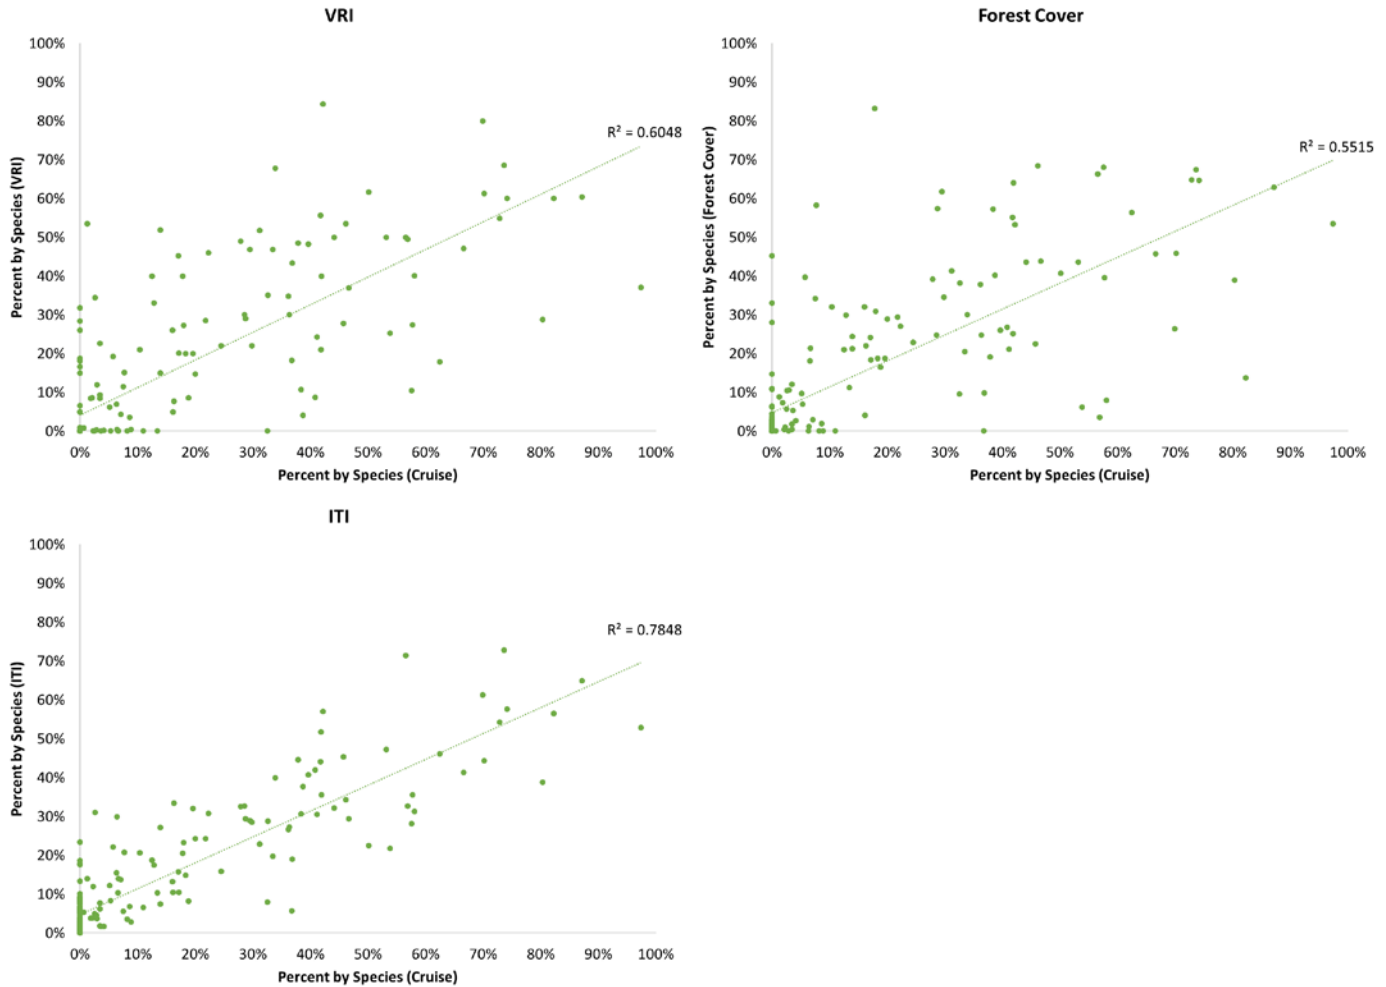 VRI
100%
90%
80%
70%
60%
50%
40%
30%
20%
10%
0%
Percent by Species (VRI)
R² = 0.6048
0% 10% 20% 30% 40% 50% 60% 70% 80% 90% 100%
Percent by Species (Cruise)
Forest Cover
100%
90%
80%
70%
60%
50%
40%
30%
20%
10%
0%
Percent by Species (Forest Cover)
R² = 0.5515
0% 10% 20% 30% 40% 50% 60% 70% 80% 90% 100%
Percent by Species (Cruise)
ITI
100%
90%
80%
70%
60%
50%
40%
30%
20%
10%
0%
Percent by Species (ITI)
R² = 0.7848
0% 10% 20% 30% 40% 50% 60% 70% 80% 90% 100%
Percent by Species (Cruise)